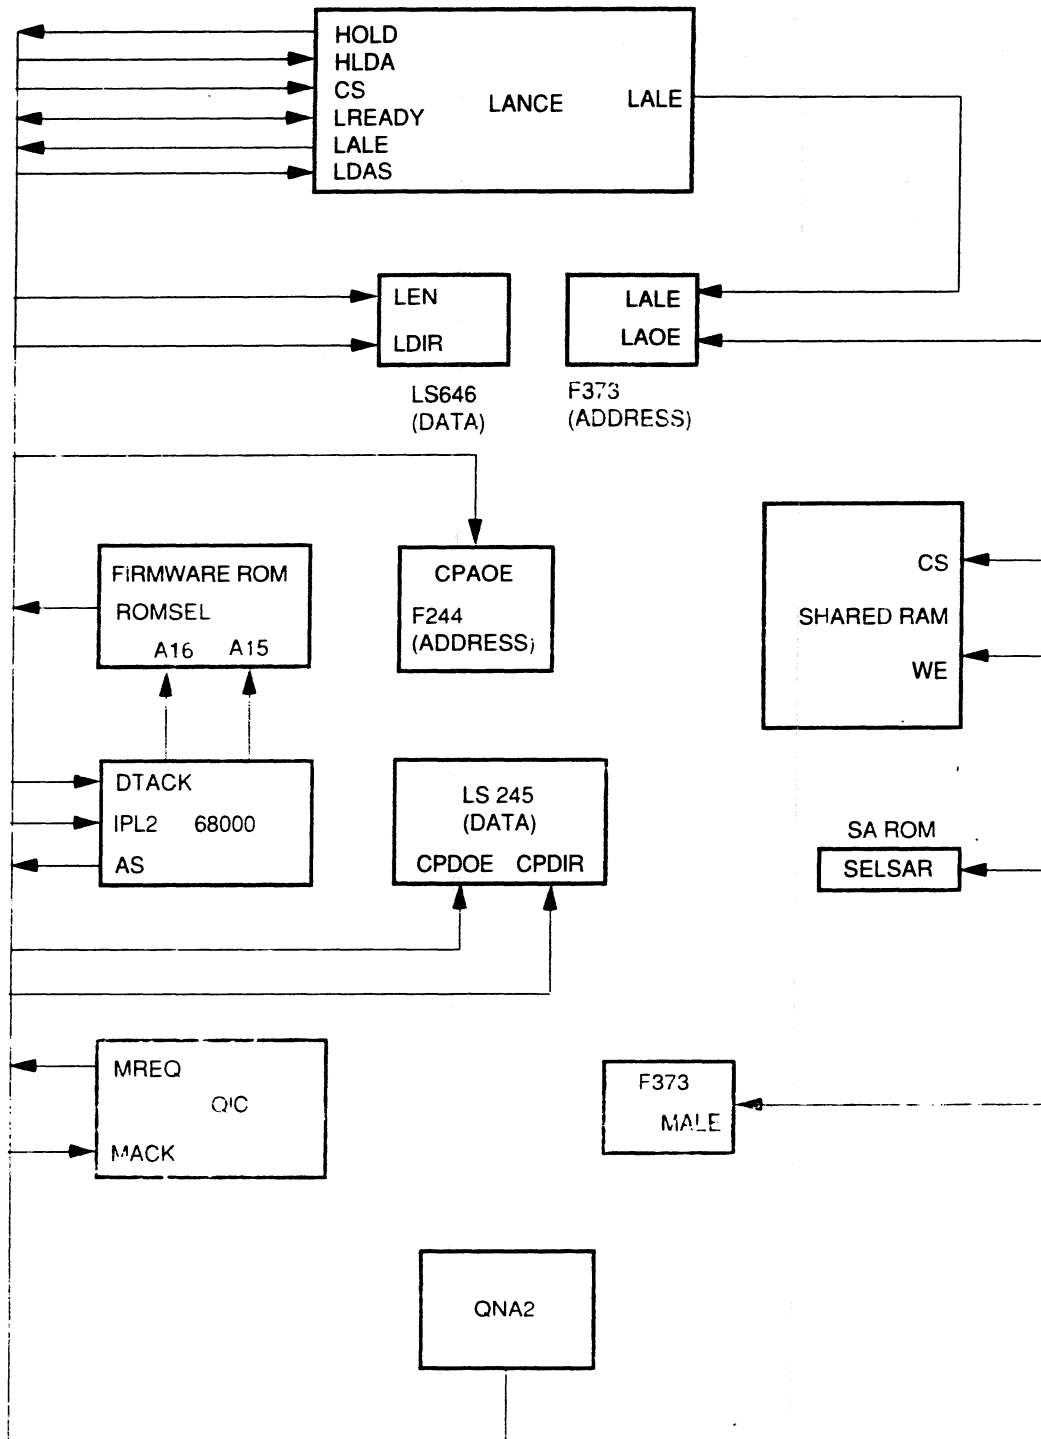 HOLD
HLDA
CS
LREADY
LALE
LDAS
LANCE
LALE
LEN
LDIR
LS646
(DATA)
LALE
LAOE
F373
(ADDRESS)
FIRMWARE ROM
ROMSEL
A16 A15
CPAOE
F244
(ADDRESS)
CS
SHARED RAM
WE
DTACK
IPL2 68000
AS
LS 245
(DATA)
CPDOE CPDIR
SA ROM
SELSAR
MREQ
QIC
MACK
F373
MALE
QNA2